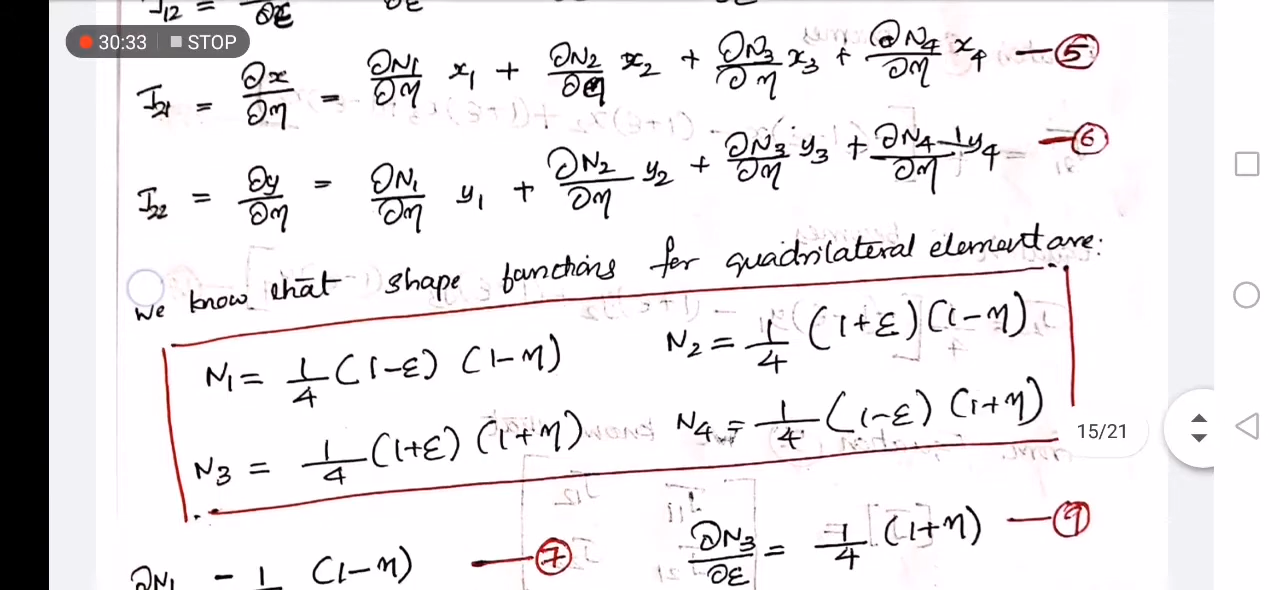 J12 = ∂ε ∂ε
30:33 STOP
J21 = ∂x/∂η = ∂N1/∂η x1 + ∂N2/∂η x2 + ∂N3/∂η x3 + ∂N4/∂η x4 — 5
J22 = ∂y/∂η = ∂N1/∂η y1 + ∂N2/∂η y2 + ∂N3/∂η y3 + ∂N4/∂η y4 — 6
We know that shape functions for quadrilateral element are:
N1 = 1/4 (1-ε) (1-η) N2 = 1/4 (1+ε) (1-η)
N3 = 1/4 (1+ε) (1+η) N4 = 1/4 (1-ε) (1+η)
15/21
∂N1 - 1 (1-η) — 7 ∂N3/∂ε = 1/4 (1+η) — 9